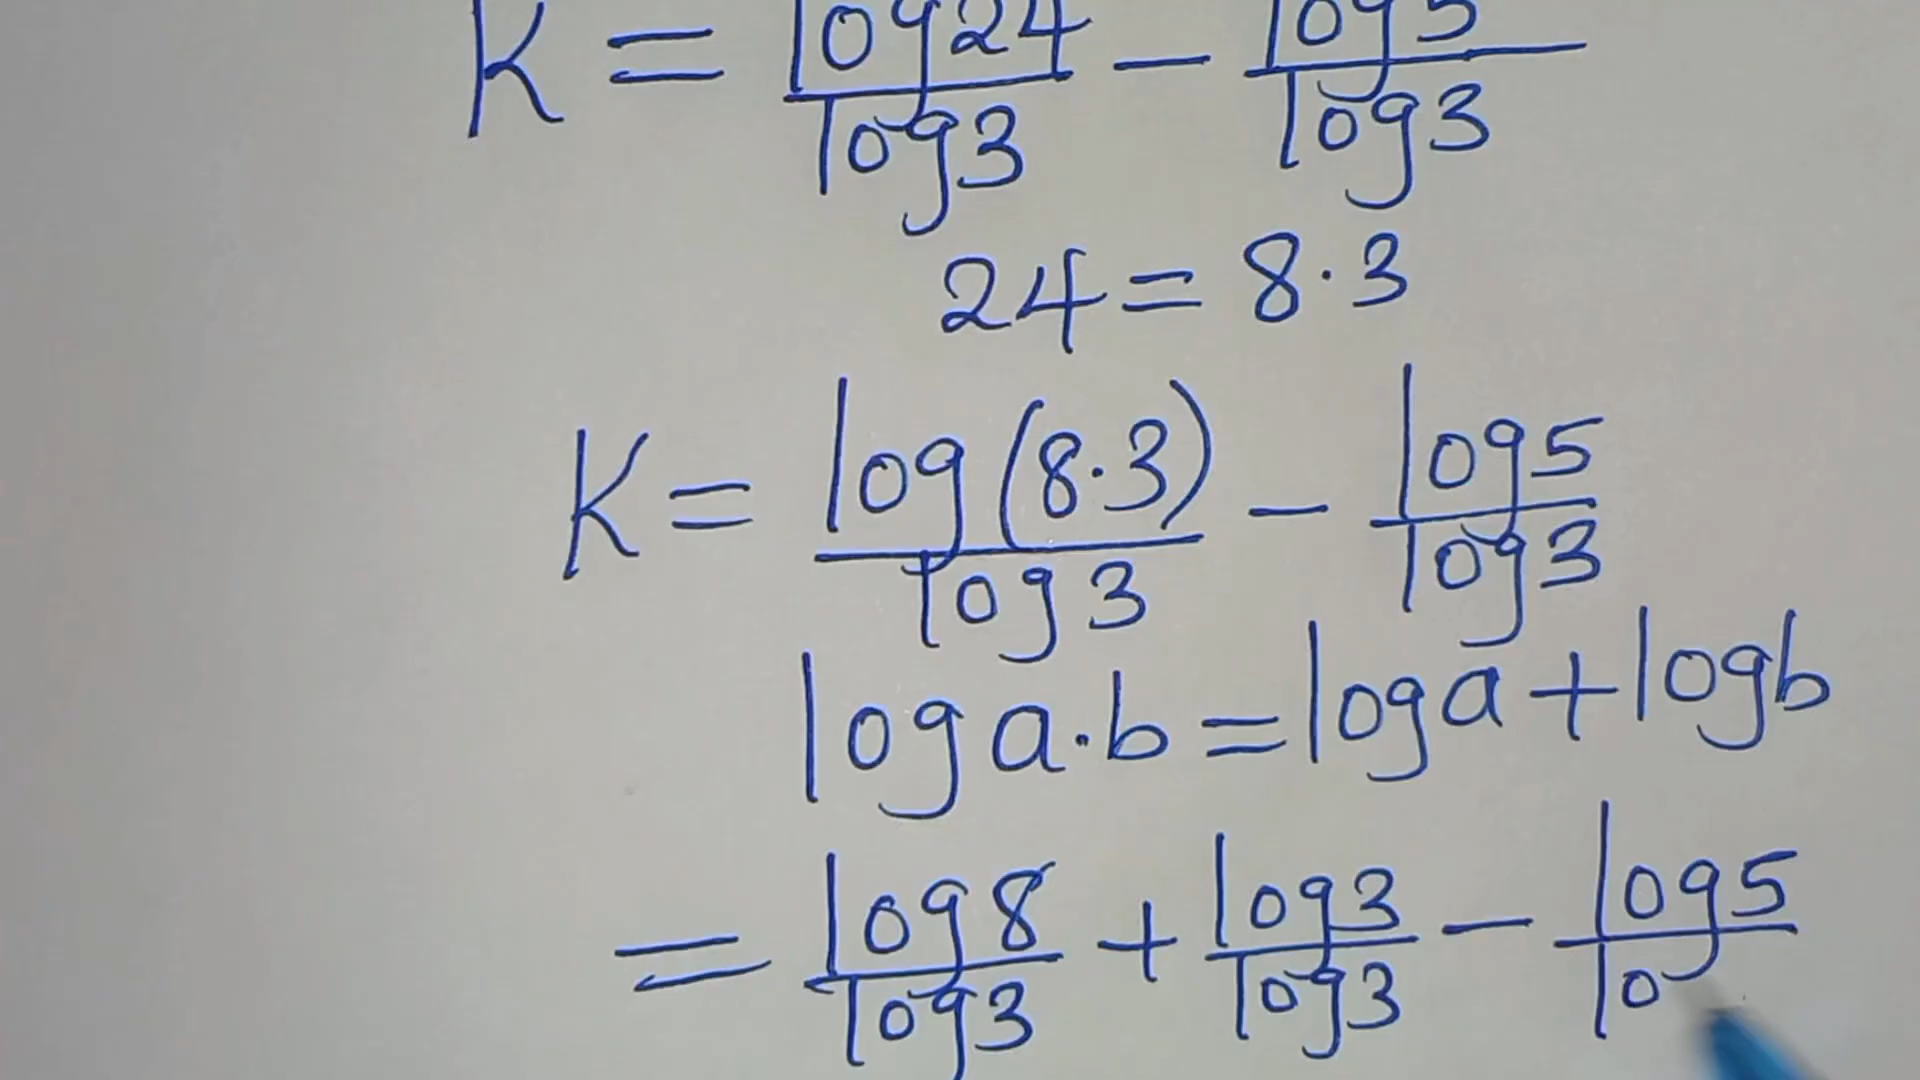 K = log24/log3 - log5/log3
24 = 8·3
K = log(8·3)/log3 - log5/log3
log a·b = log a + log b
= log8/log3 + log3/log3 - log5/lo